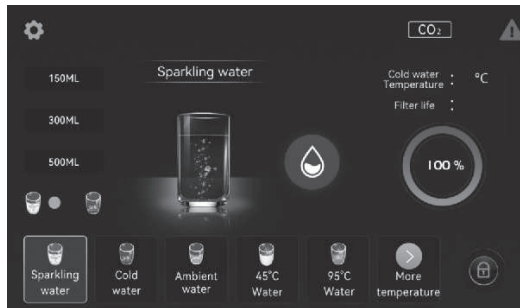 CO₂
Sparkling water
150ML
300ML
500ML
Cold water
Temperature : °C
Filter life :
100 %
Sparkling
water
Cold
water
Ambient
water
45°C
Water
95°C
Water
More
temperature